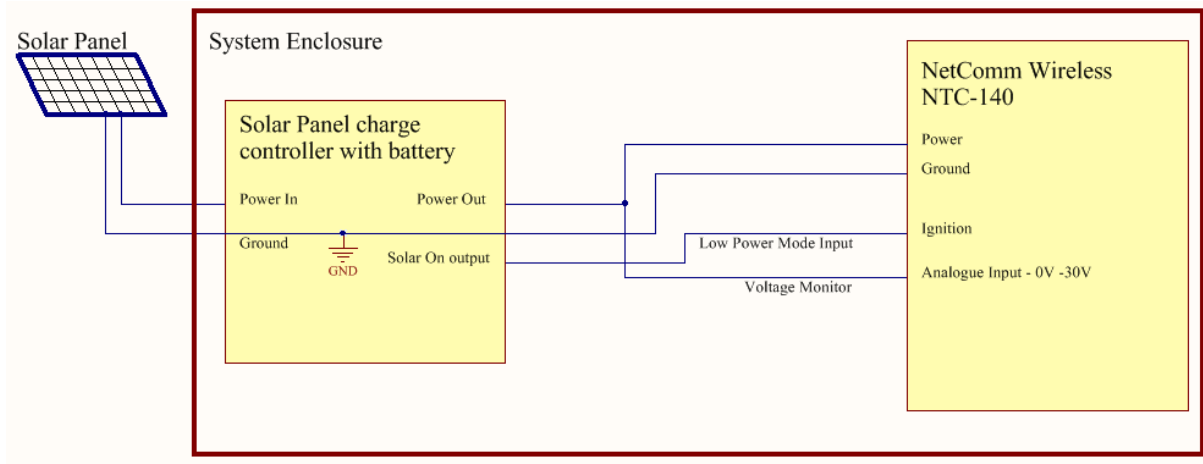 Solar Panel
System Enclosure
NetComm Wireless
NTC-140
Solar Panel charge
controller with battery
Power
Ground
Power In
Power Out
Ground
GND
Solar On output
Low Power Mode Input
Ignition
Voltage Monitor
Analogue Input - 0V -30V